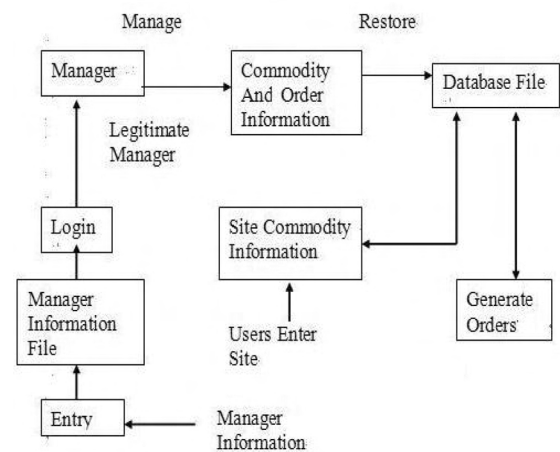 Manage
Restore
Manager
Commodity
And Order
Information
Database File
Legitimate
Manager
Login
Site Commodity
Information
Manager
Information
File
Generate
Orders
Users Enter
Site
Entry
Manager
Information